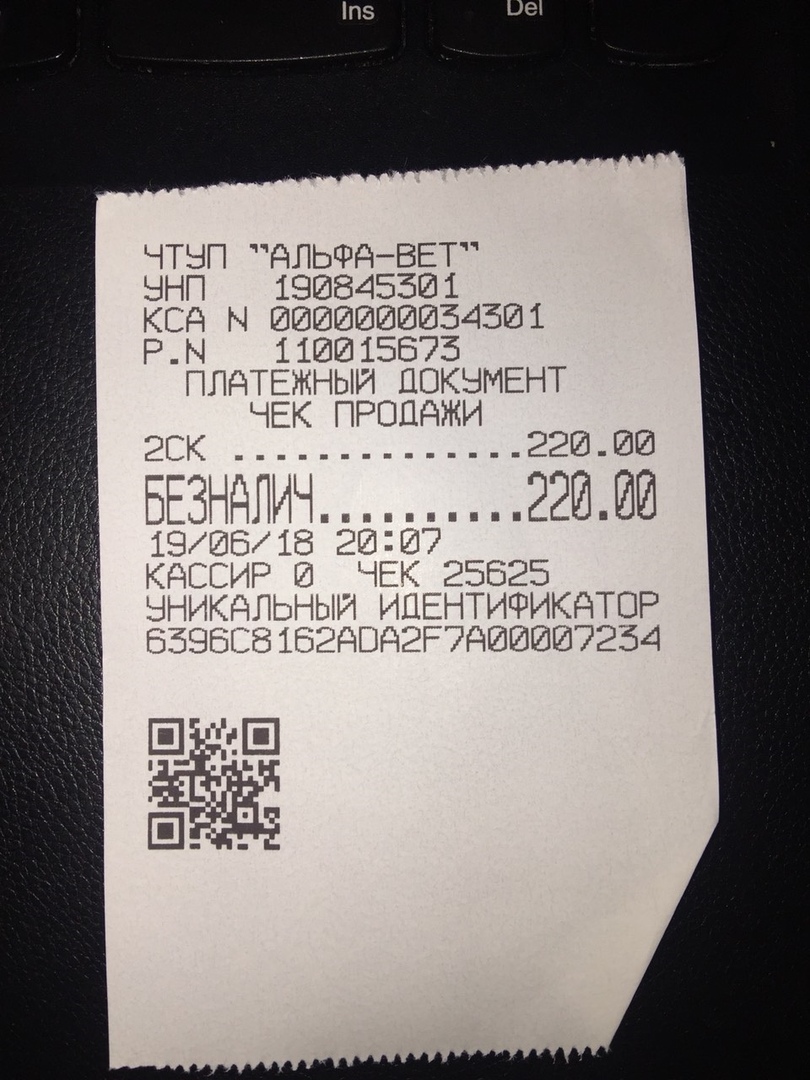 Ins
Del
ЧТУП "АЛЬФА-ВЕТ"
УНП 190845301
КСА N 0000000034301
Р.N 110015673
ПЛАТЕЖНЫЙ ДОКУМЕНТ
ЧЕК ПРОДАЖИ
2СК ..............220.00
БЕЗНАЛИЧ..........220.00
19/06/18 20:07
КАССИР 0 ЧЕК 25625
УНИКАЛЬНЫЙ ИДЕНТИФИКАТОР
6396C8162ADA2F7A00007234